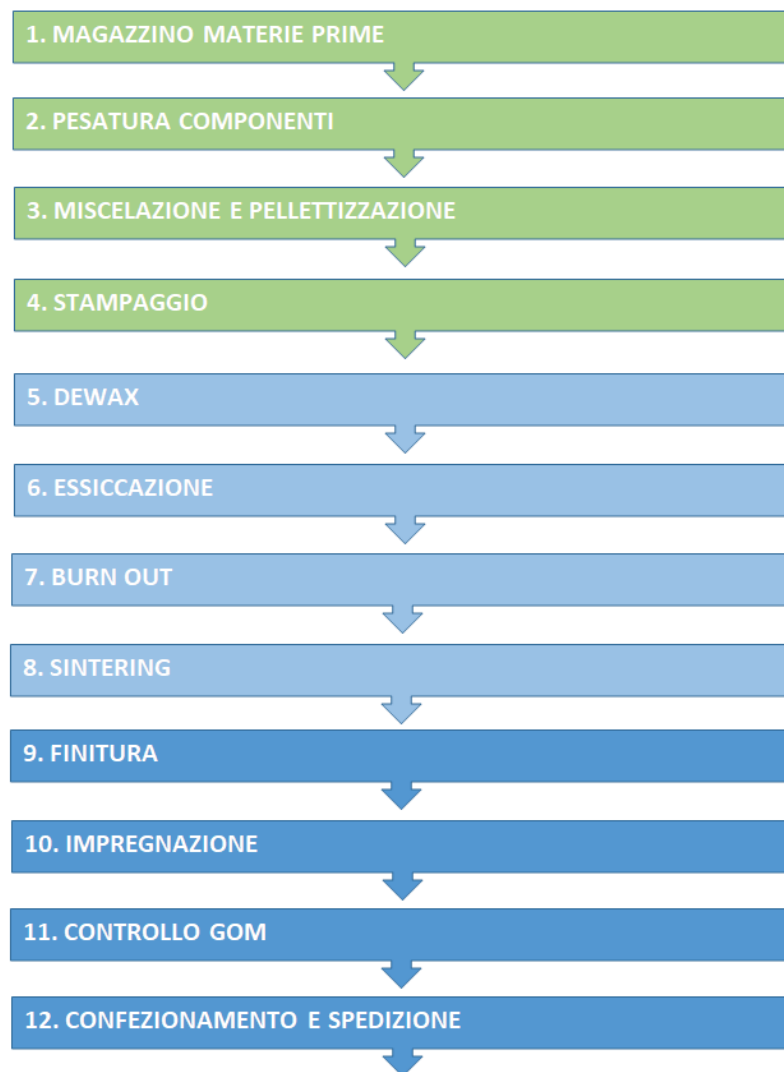 1. MAGAZZINO MATERIE PRIME
2. PESATURA COMPONENTI
3. MISCELAZIONE E PELLETTIZZAZIONE
4. STAMPAGGIO
5. DEWAX
6. ESSICCAZIONE
7. BURN OUT
8. SINTERING
9. FINITURA
10. IMPREGNAZIONE
11. CONTROLLO GOM
12. CONFEZIONAMENTO E SPEDIZIONE